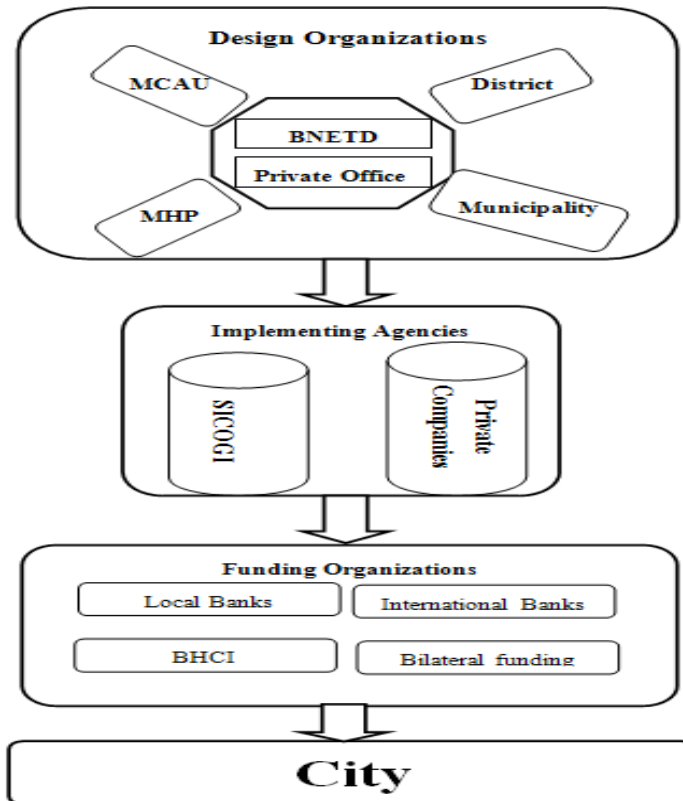 Design Organizations
MCAU
District
BNETD
Private Office
MHP
Municipality
Implementing Agencies
SICOGI
Private
Companies
Funding Organizations
Local Banks
International Banks
BHCI
Bilateral funding
City